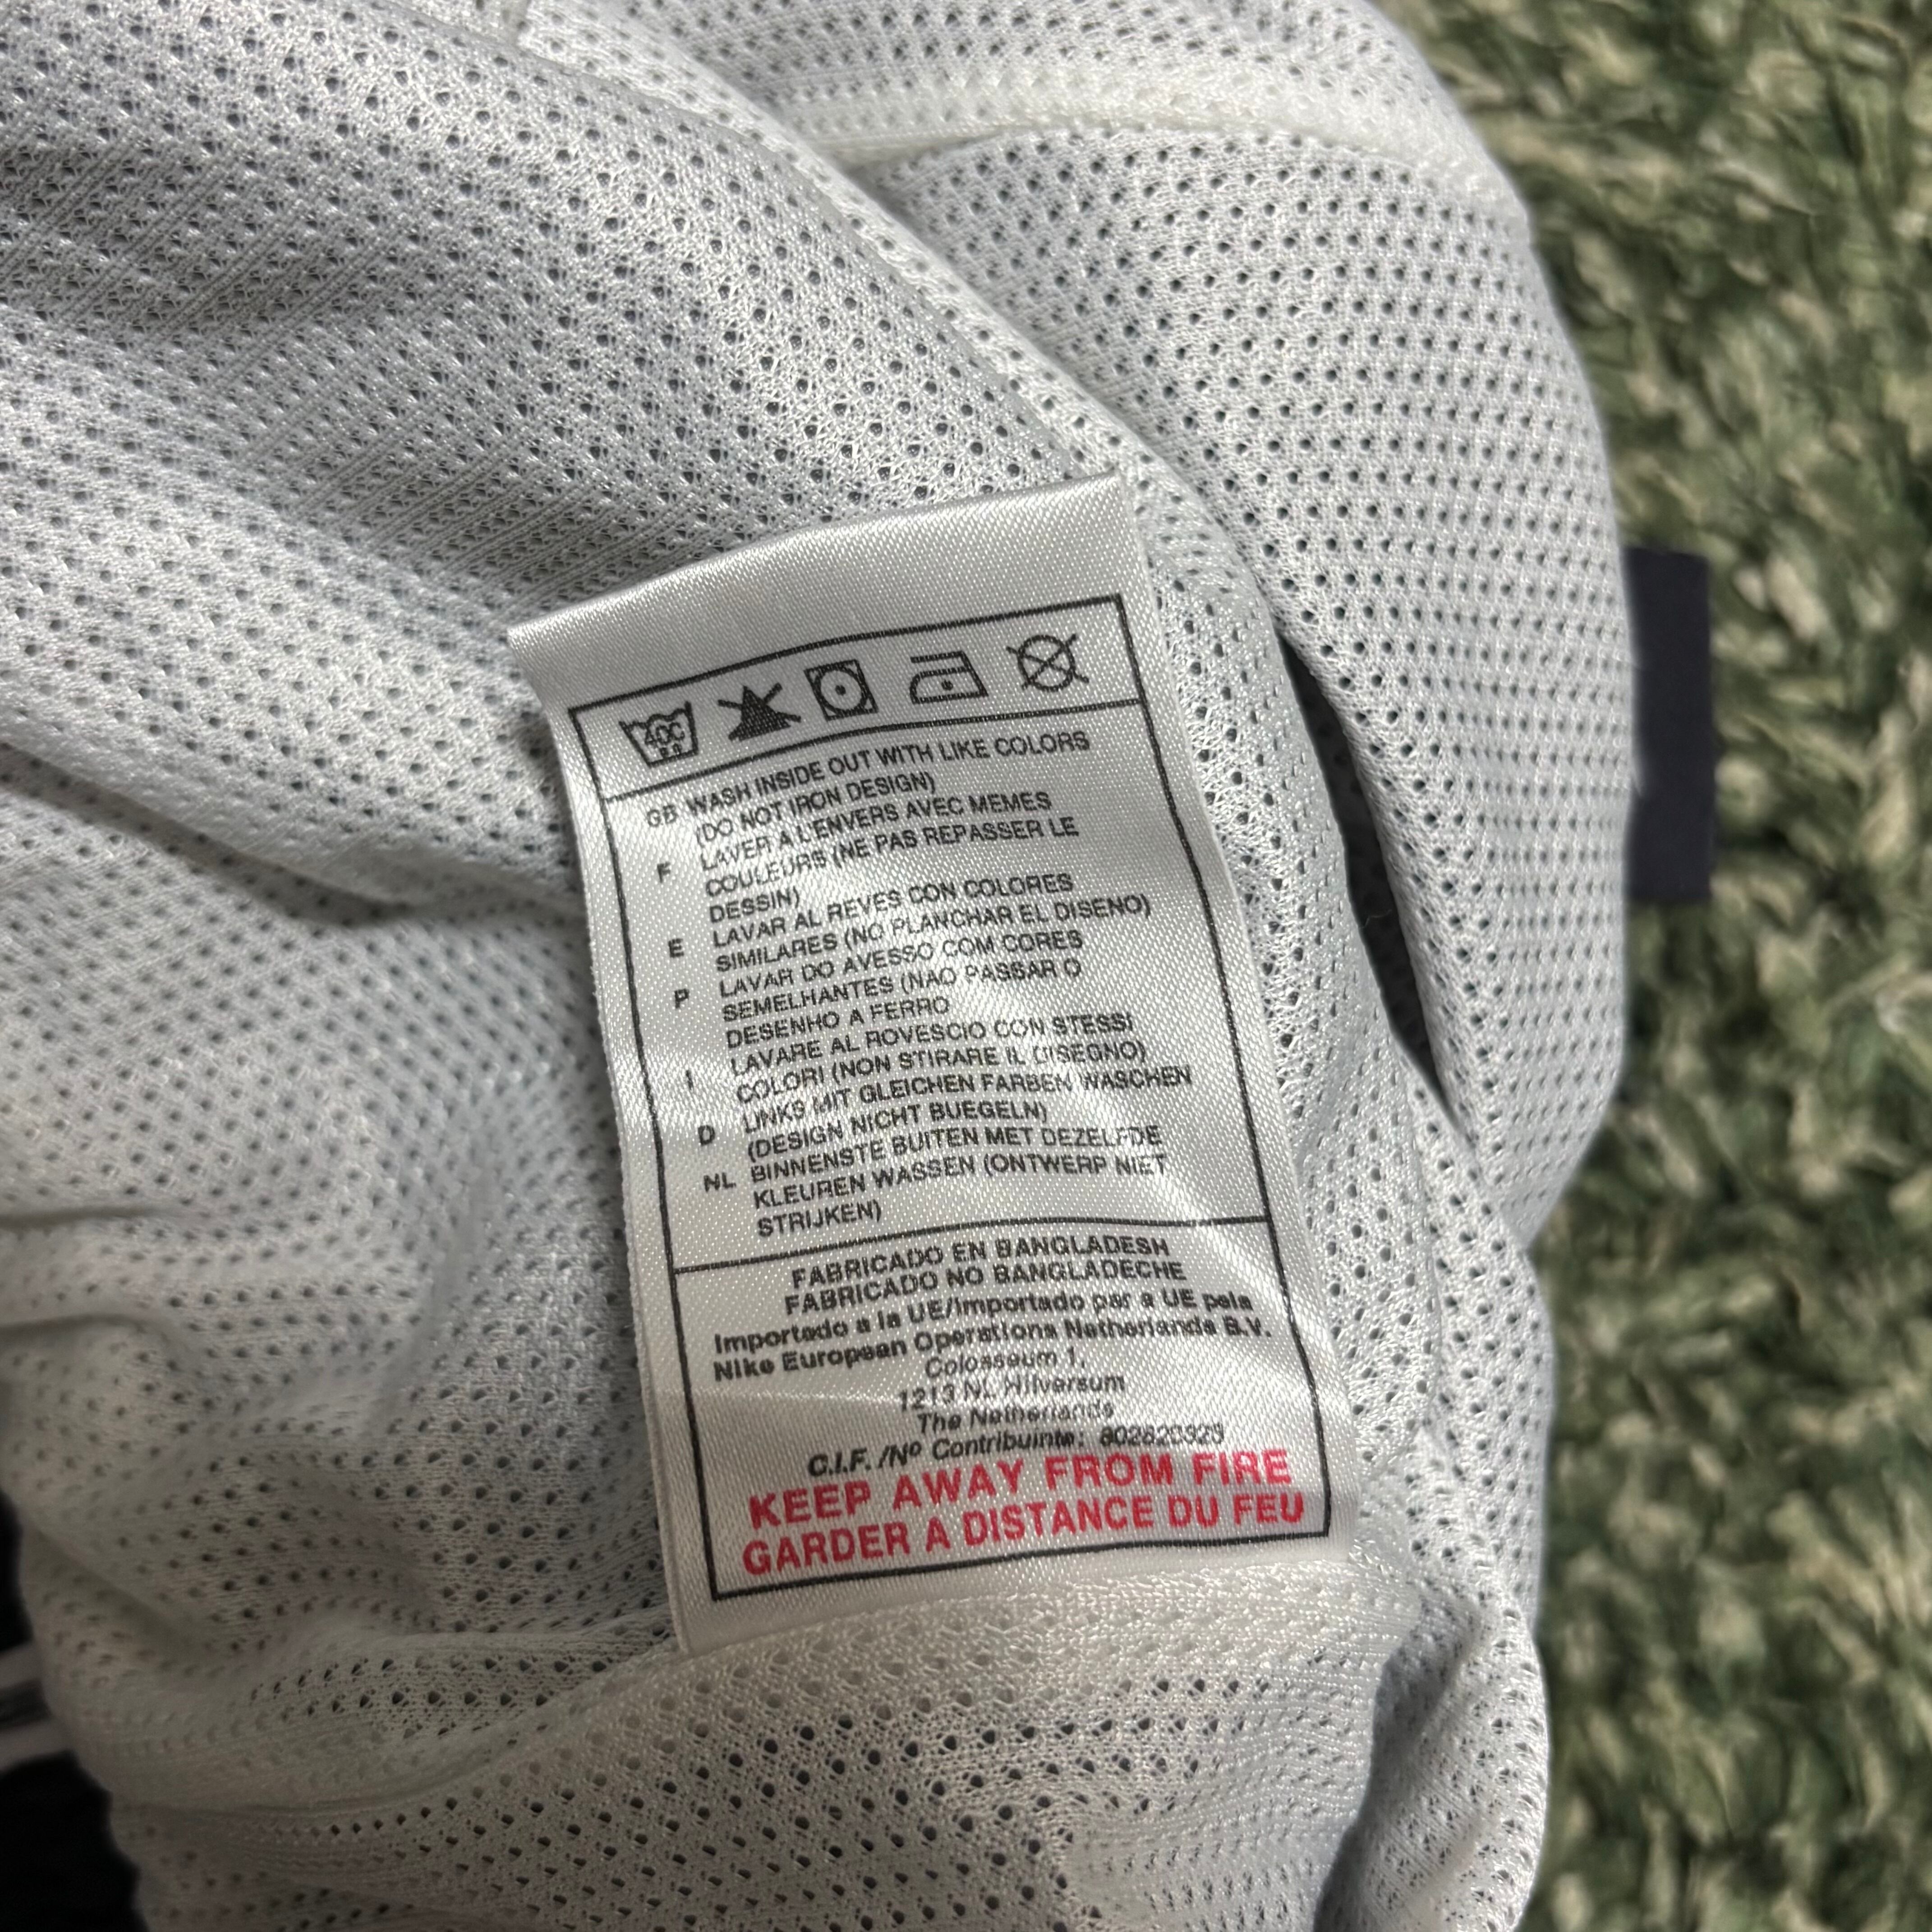 40C
GB WASH INSIDE OUT WITH LIKE COLORS
(DO NOT IRON DESIGN)
F LAVER A L'ENVERS AVEC MEMES
COULEURS (NE PAS REPASSER LE
DESSIN)
E LAVAR AL REVES CON COLORES
SIMILARES (NO PLANCHAR EL DISENO)
P LAVAR DO AVESSO COM CORES
SEMELHANTES (NAO PASSAR O
DESENHO A FERRO
I LAVARE AL ROVESCIO CON STESSI
COLORI (NON STIRARE IL DISEGNO)
D LINKS MIT GLEICHEN FARBEN WASCHEN
(DESIGN NICHT BUEGELN)
NL BINNENSTE BUITEN MET DEZELFDE
KLEUREN WASSEN (ONTWERP NIET
STRIJKEN)
FABRICADO EN BANGLADESH
FABRICADO NO BANGLADECHE
Importado a la UE/Importado par a UE pela
Nike European Operations Netherlands B.V.
Colosseum 1,
1213 NL Hilversum
The Netherlands
C.I.F. /Nº Contribuinte:
KEEP AWAY FROM FIRE
GARDER A DISTANCE DU FEU